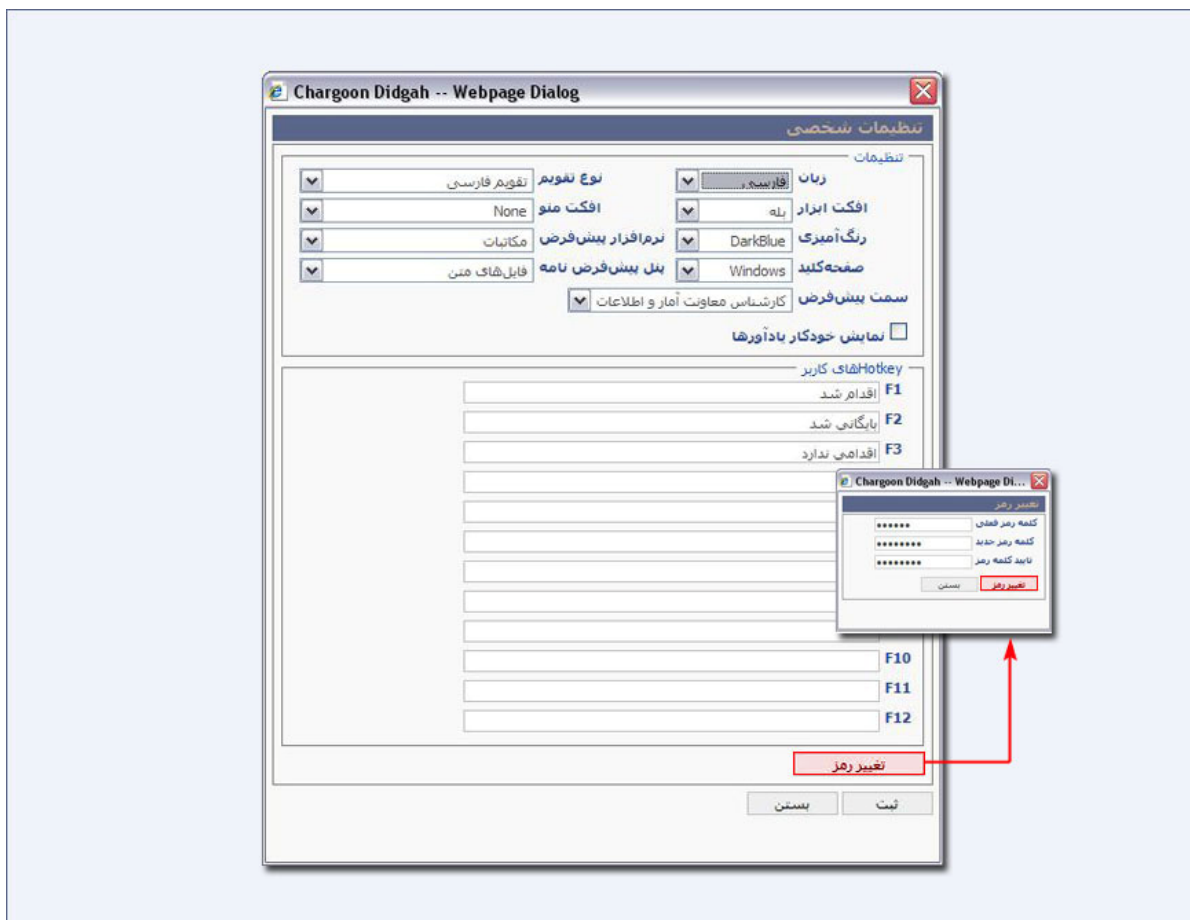 Chargoon Didgah -- Webpage Dialog
تنظیمات شخصی
تنظیمات
زبان فارسی نوع تقویم تقویم فارسی
افکت ابزار بله افکت منو None
رنگ‌آمیزی DarkBlue نرم‌افزار پیش‌فرض مکاتبات
صفحه‌کلید Windows پنل پیش‌فرض نامه فایل‌های متن
سمت پیش‌فرض کارشناس معاونت آمار و اطلاعات
نمایش خودکار یادآورها
Hotkeyهای کاربر
F1 اقدام شد
F2 بایگانی شد
F3 اقدامی ندارد
Chargoon Didgah -- Webpage Di...
تغییر رمز
کلمه رمز فعلی
کلمه رمز جدید
تایید کلمه رمز
تغییر رمز بستن
F10
F11
F12
تغییر رمز
ثبت بستن